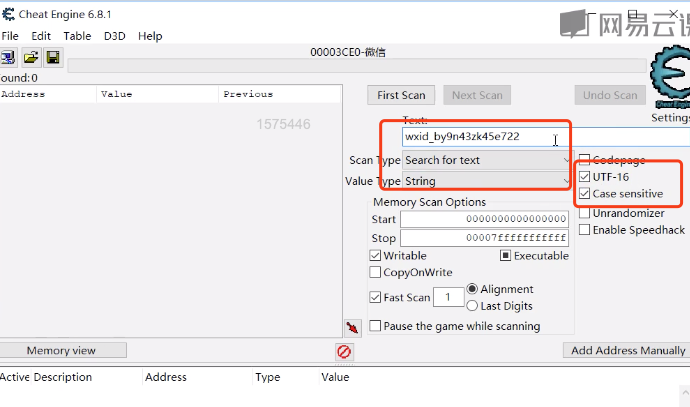 Cheat Engine 6.8.1
网易云课
File Edit Table D3D Help
00003CE0-微信
ound:0
Address Value Previous
First Scan Next Scan Undo Scan
Cheat Engine
Settings
1575446
Text:
wxid_by9n43zk45e722
Scan Type Search for text
Codepage
Value Type String
UTF-16
Case sensitive
Memory Scan Options
Unrandomizer
Start 0000000000000000
Enable Speedhack
Stop 00007fffffffffff
Writable Executable
CopyOnWrite
Fast Scan 1 Alignment
Last Digits
Pause the game while scanning
Memory view Add Address Manually
Active Description Address Type Value